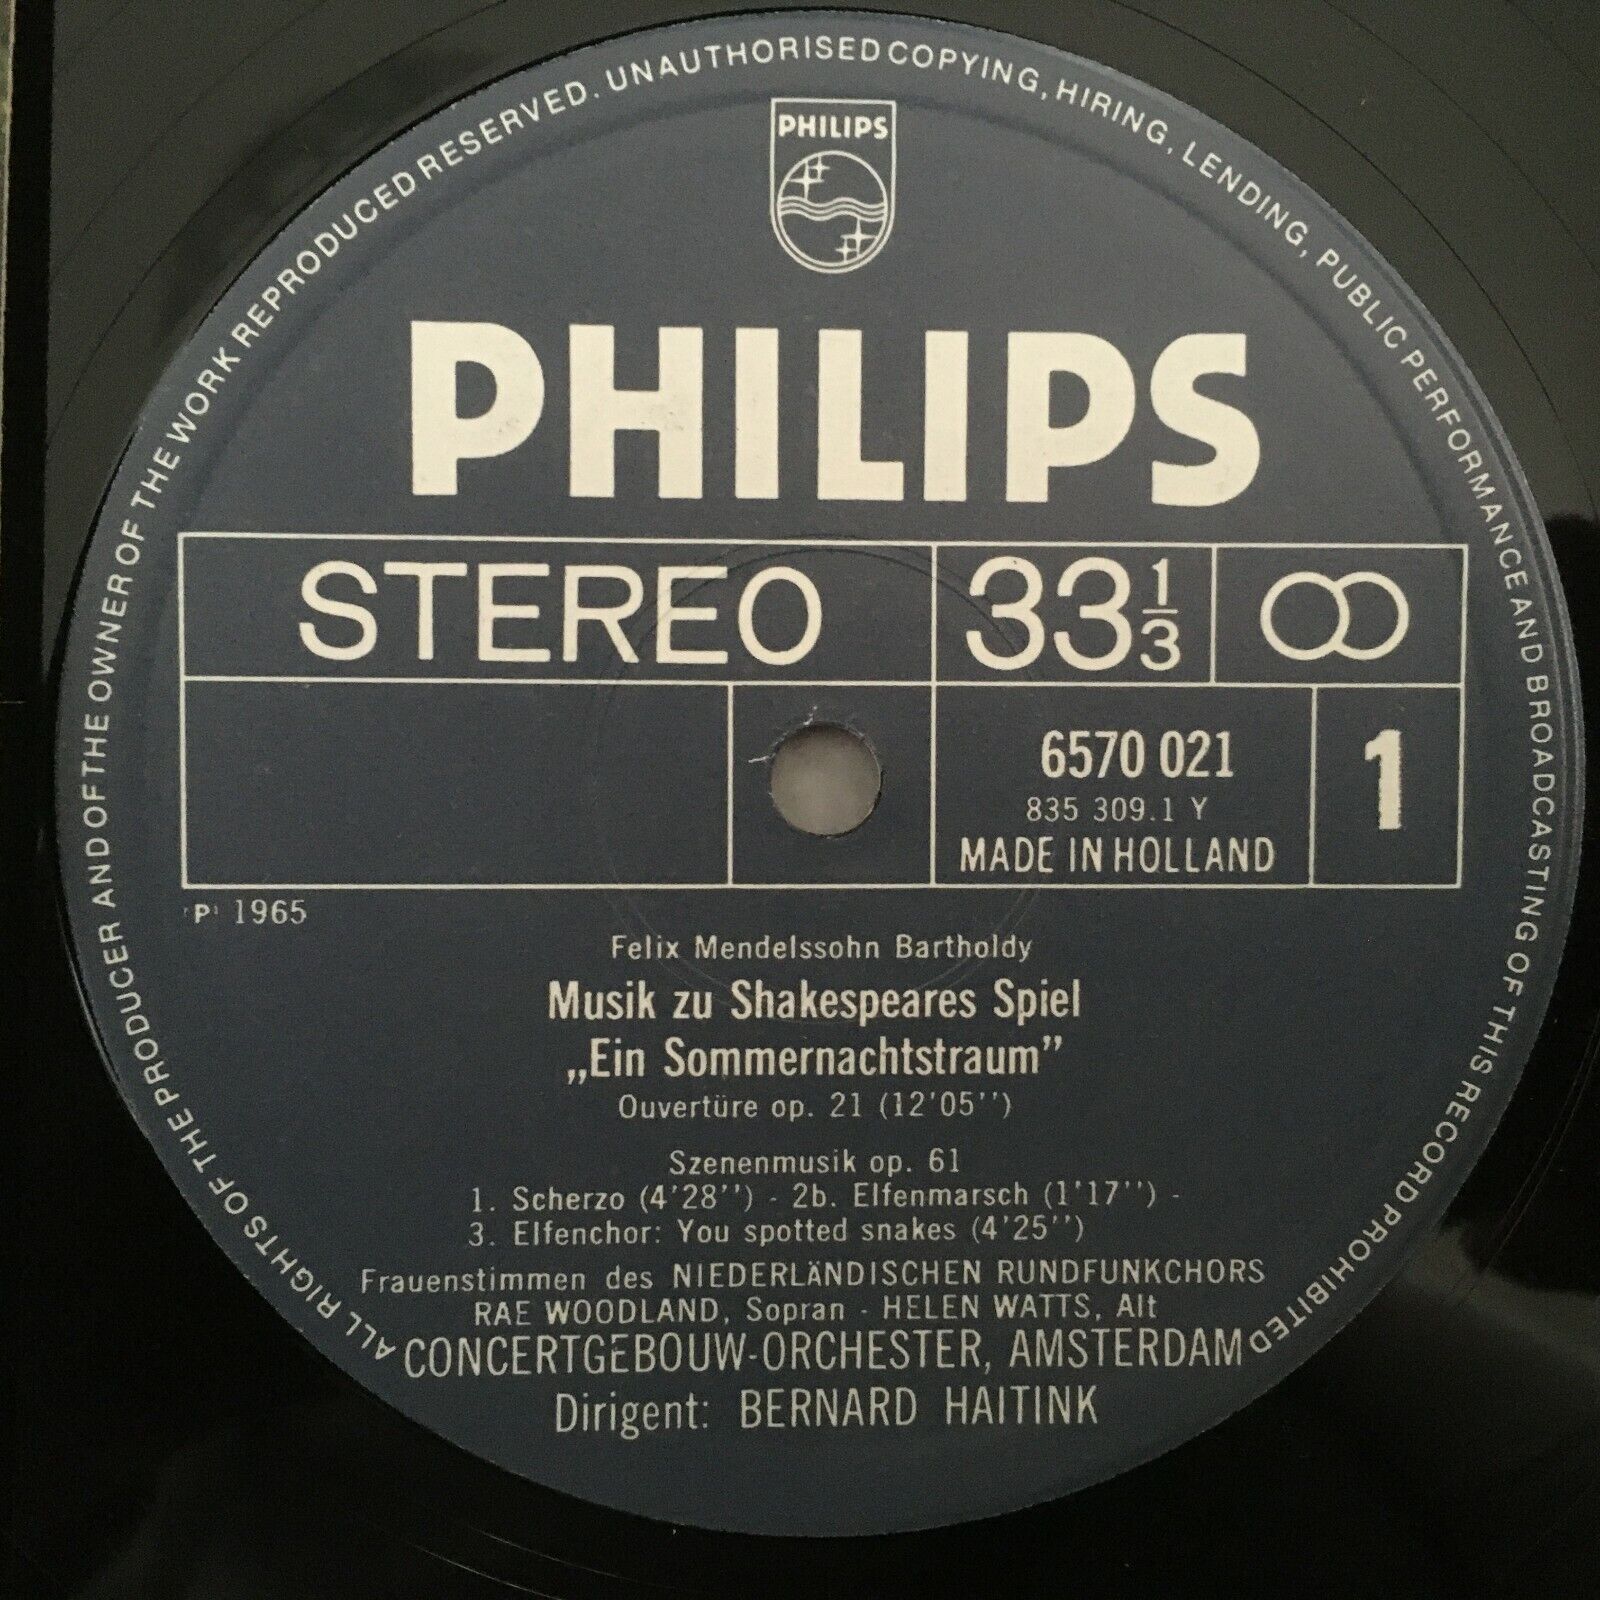 ALL RIGHTS OF THE PRODUCER AND OF THE OWNER OF THE WORK REPRODUCED RESERVED. UNAUTHORISED COPYING, HIRING, LENDING, PUBLIC PERFORMANCE AND BROADCASTING OF THIS RECORD PROHIBITED
PHILIPS
PHILIPS
STEREO 33 1/3
6570 021 1
835 309.1 Y
MADE IN HOLLAND
(P) 1965
Felix Mendelssohn Bartholdy
Musik zu Shakespeares Spiel
„Ein Sommernachtstraum”
Ouvertüre op. 21 (12'05'')
Szenenmusik op. 61
1. Scherzo (4'28'') - 2b. Elfenmarsch (1'17'') -
3. Elfenchor: You spotted snakes (4'25'')
Frauenstimmen des NIEDERLÄNDISCHEN RUNDFUNKCHORS
RAE WOODLAND, Sopran - HELEN WATTS, Alt
CONCERTGEBOUW-ORCHESTER, AMSTERDAM
Dirigent: BERNARD HAITINK